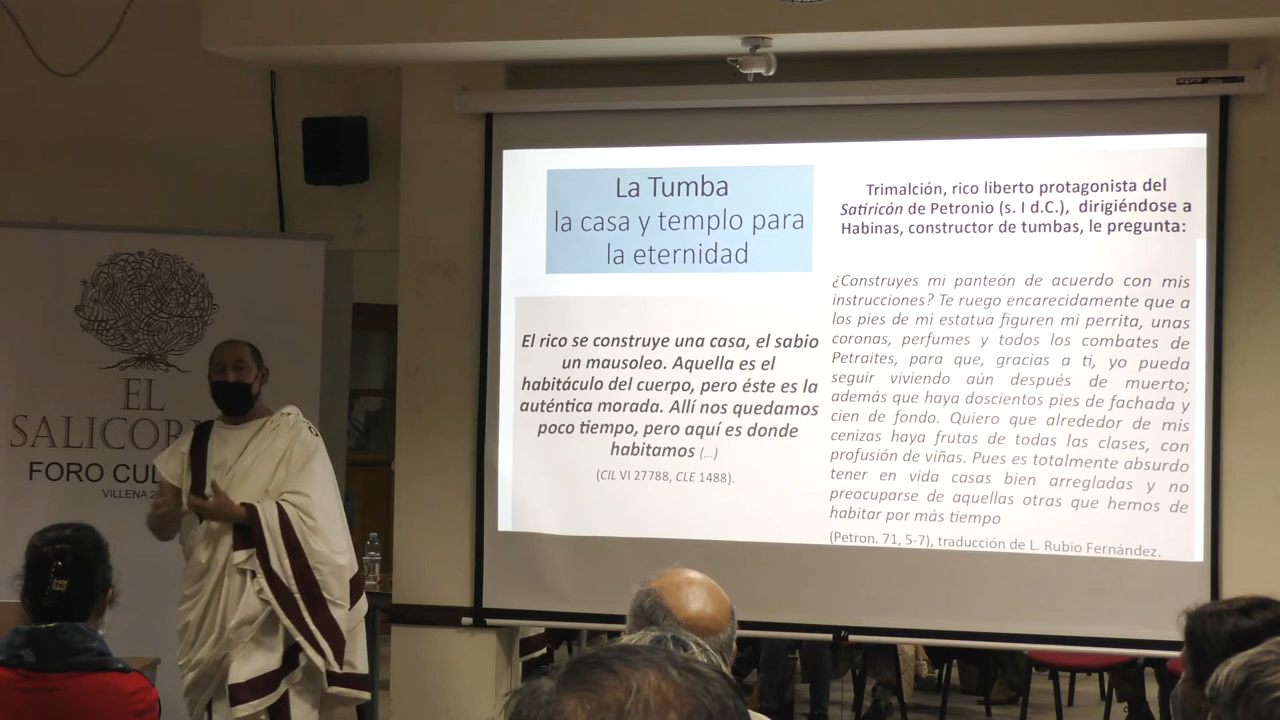 EL
SALICOR
FORO CUL
VILLENA 2
La Tumba
la casa y templo para
la eternidad
El rico se construye una casa, el sabio
un mausoleo. Aquella es el
habitáculo del cuerpo, pero éste es la
auténtica morada. Allí nos quedamos
poco tiempo, pero aquí es donde
habitamos (...)
(CIL VI 27788, CLE 1488).
Trimalción, rico liberto protagonista del
Satiricón de Petronio (s. I d.C.), dirigiéndose a
Habinas, constructor de tumbas, le pregunta:
¿Construyes mi panteón de acuerdo con mis
instrucciones? Te ruego encarecidamente que a
los pies de mi estatua figuren mi perrita, unas
coronas, perfumes y todos los combates de
Petraites, para que, gracias a ti, yo pueda
seguir viviendo aún después de muerto;
además que haya doscientos pies de fachada y
cien de fondo. Quiero que alrededor de mis
cenizas haya frutas de todas las clases, con
profusión de viñas. Pues es totalmente absurdo
tener en vida casas bien arregladas y no
preocuparse de aquellas otras que hemos de
habitar por más tiempo
(Petron. 71, 5-7), traducción de L. Rubio Fernández.